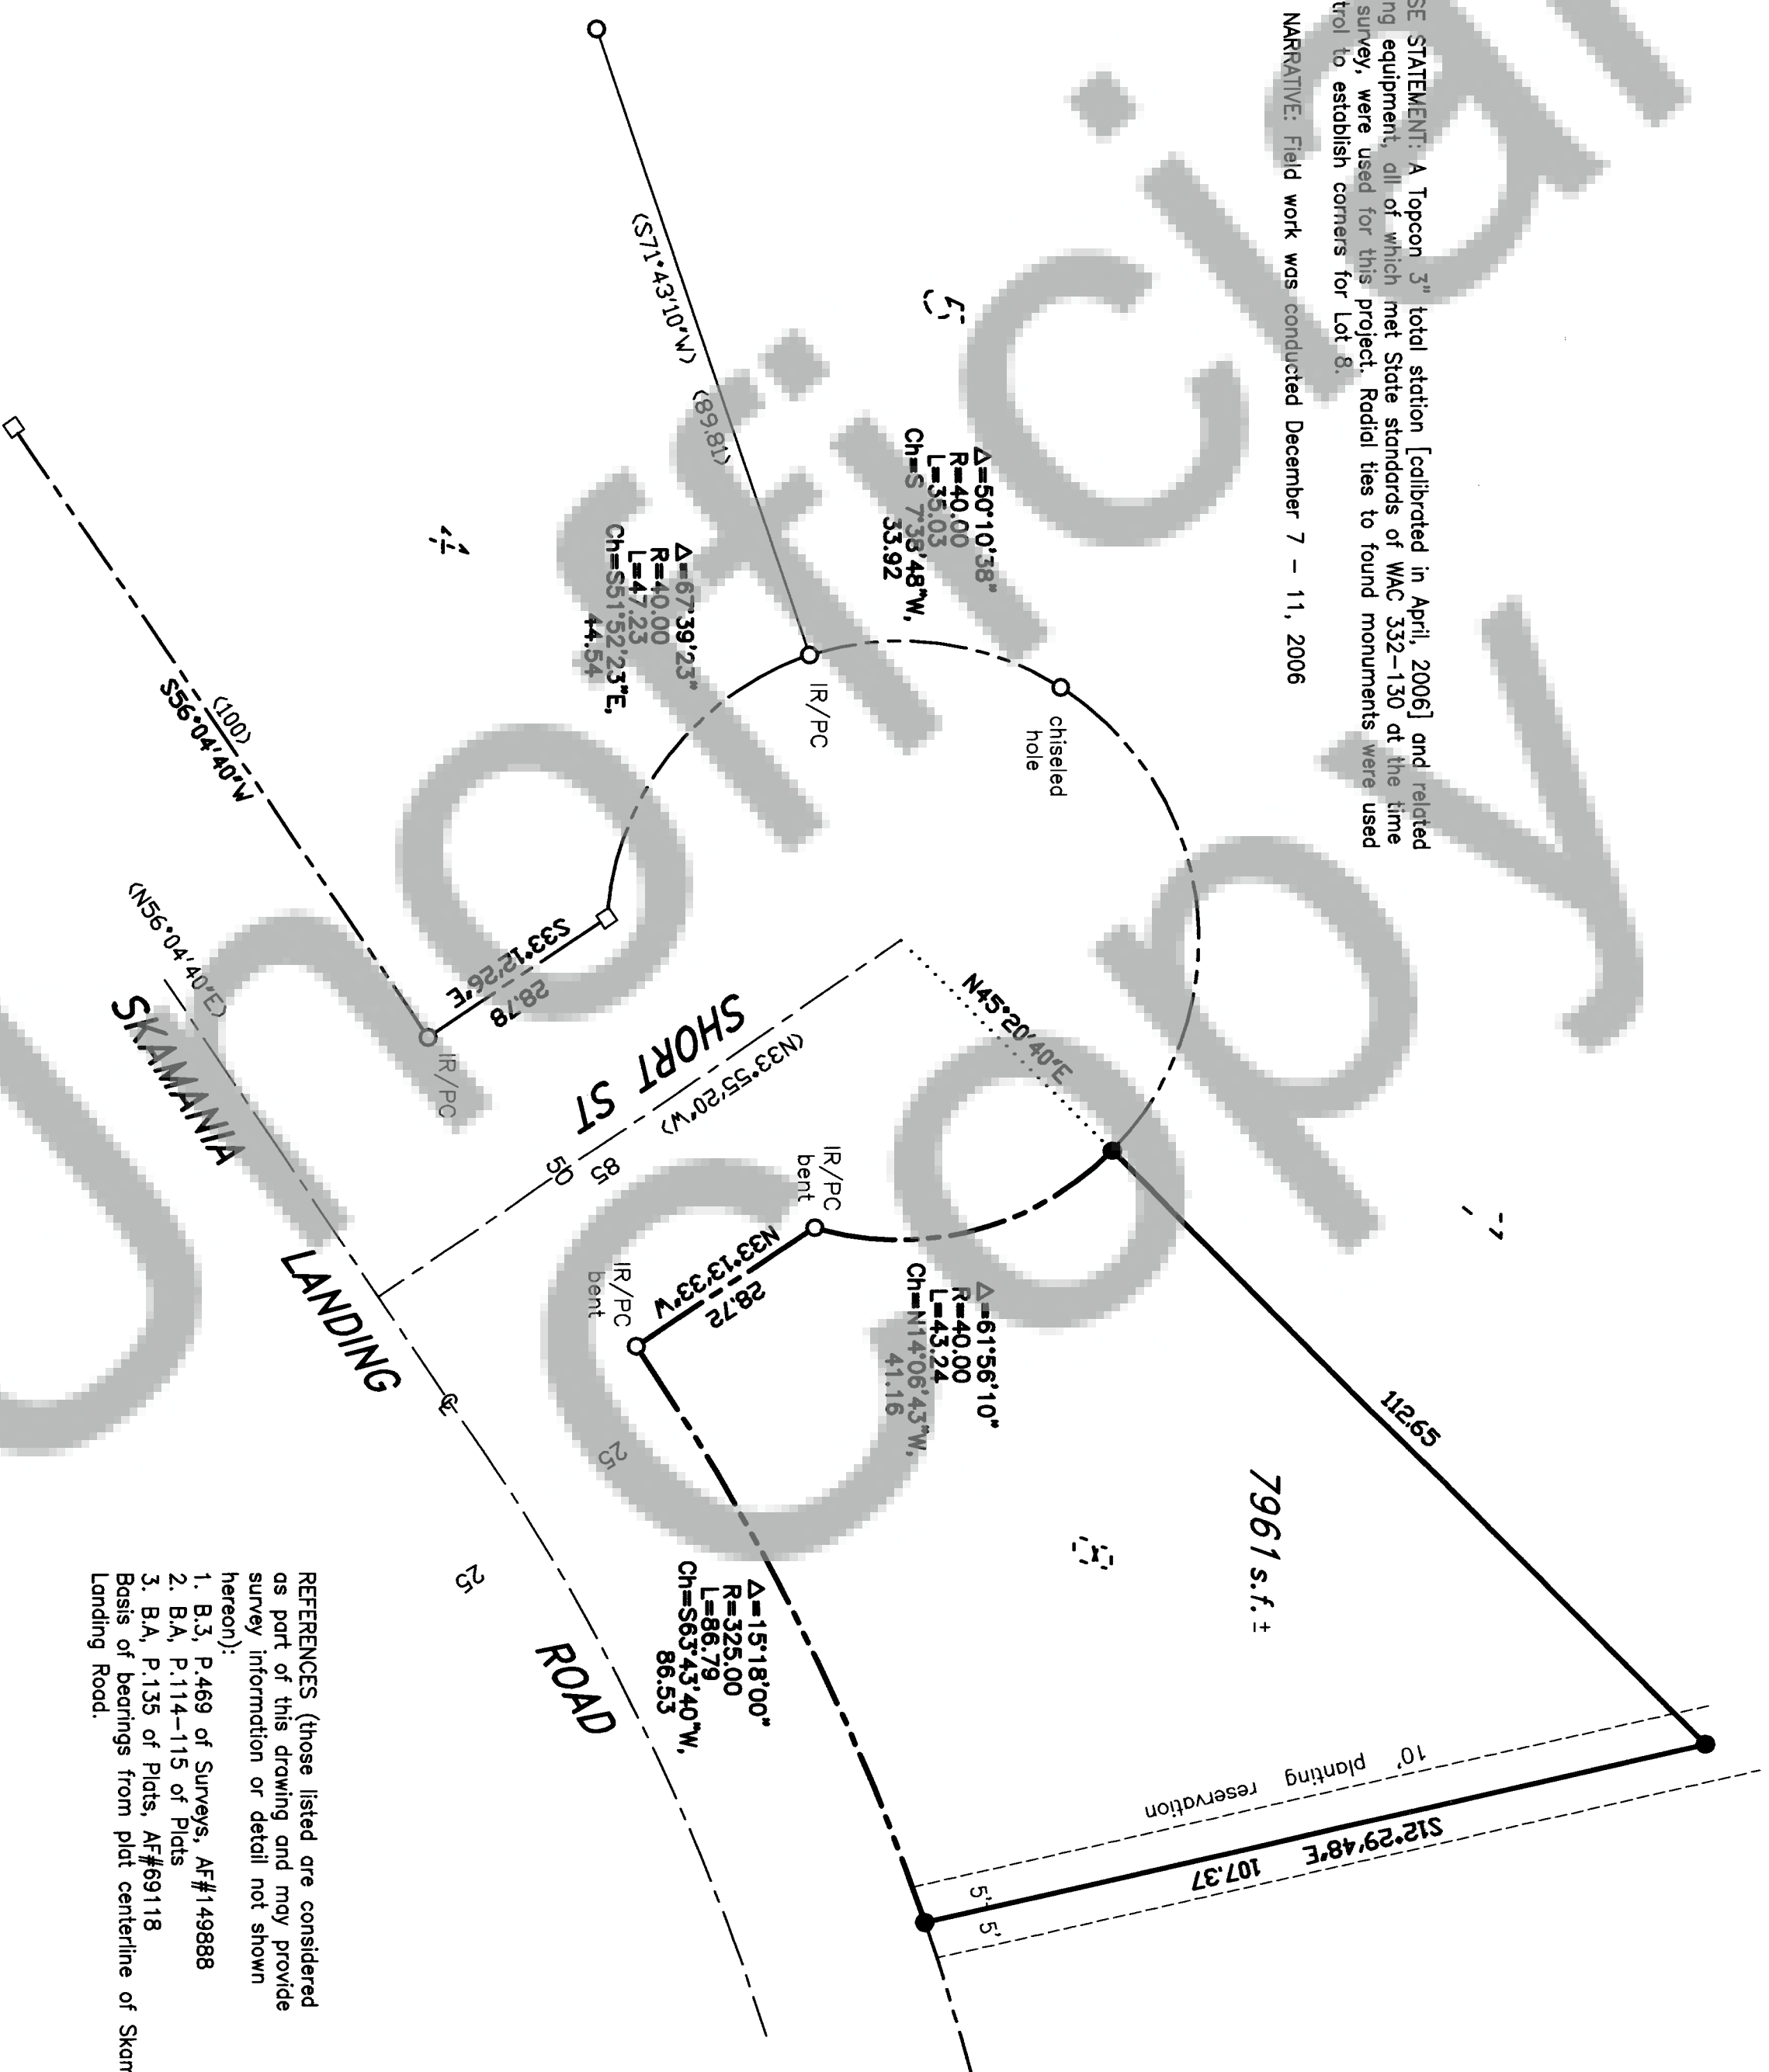 SE STATEMENT: A Topcon 3" total station [calibrated in April, 2006] and related
ng equipment, all of which met State standards of WAC 332-130 at the time
survey, were used for this project. Radial ties to found monuments were used
trol to establish corners for Lot 8.
NARRATIVE: Field work was conducted December 7 - 11, 2006
(S71°43'10"W) (89.81)
Δ=50°10'38"
R=40.00
L=35.03
Ch=S 7°38'48"W,
33.92
Δ=67°39'23"
R=40.00
L=47.23
Ch=S51°52'23"E,
44.54
IR/PC
chiseled
hole
(100)
S56°04'40"W
(N56°04'40"E)
S33°12'26"E
28.78
IR/PC
SHORT ST
(N33°55'20"W)
50
85
N45°20'40"E
IR/PC
bent
N33°13'33"W
28.72
IR/PC
bent
Δ=61°56'10"
R=40.00
L=43.24
Ch=N14°06'43"W,
41.16
112.65
7961 s.f. ±
SKAMANIA LANDING ROAD
25
25
Δ=15°18'00"
R=325.00
L=86.79
Ch=S63°43'40"W,
86.53
10' planting reservation
S12°29'48"E
107.37
5' 5'
REFERENCES (those listed are considered
as part of this drawing and may provide
survey information or detail not shown
hereon):
1. B.3, P.469 of Surveys, AF#149888
2. B.A, P.114-115 of Plats
3. B.A, P.135 of Plats, AF#69118
Basis of bearings from plat centerline of Skam
Landing Road.
Unofficial
Copy